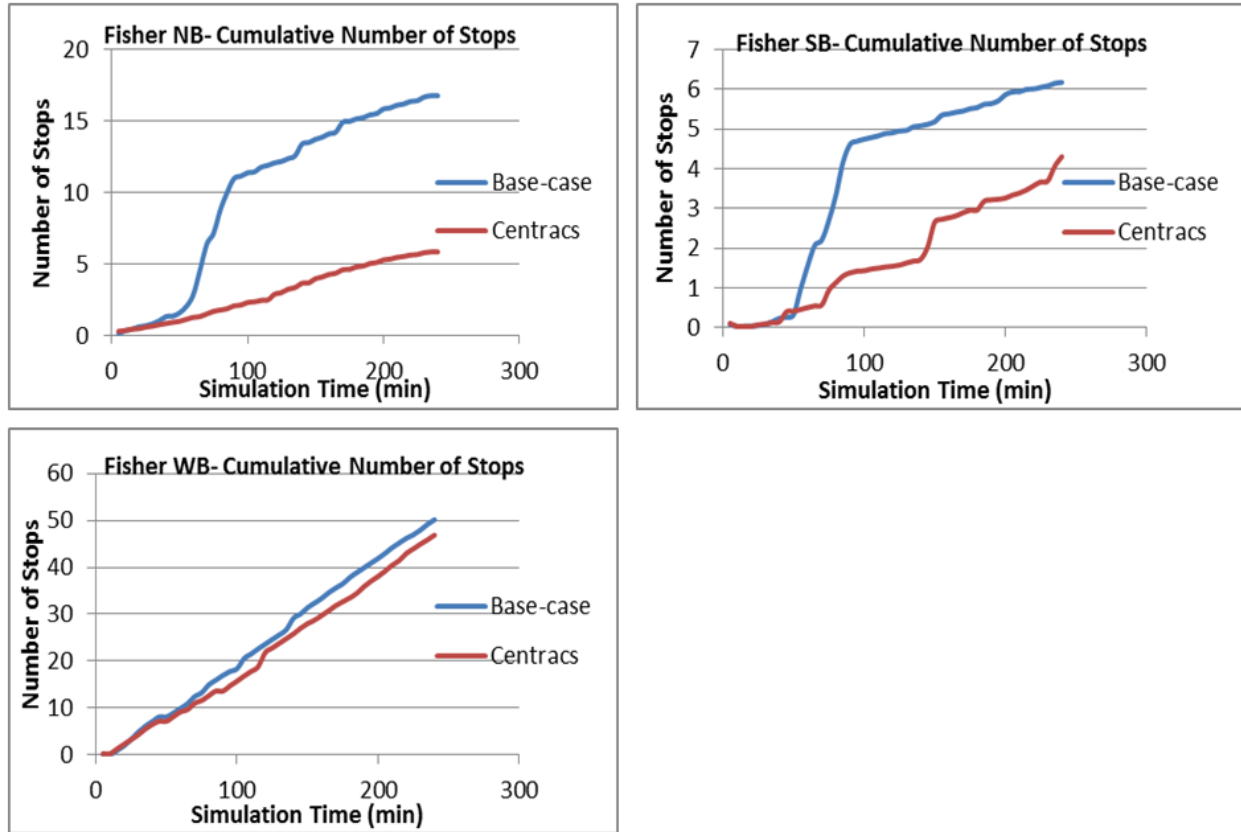 Fisher NB- Cumulative Number of Stops
20
15
10
5
0
Number of Stops
Base-case
Centracs
0 100 200 300
Simulation Time (min)
Fisher SB- Cumulative Number of Stops
7
6
5
4
3
2
1
0
Number of Stops
Base-case
Centracs
0 100 200 300
Simulation Time (min)
Fisher WB- Cumulative Number of Stops
60
50
40
30
20
10
0
Number of Stops
Base-case
Centracs
0 100 200 300
Simulation Time (min)